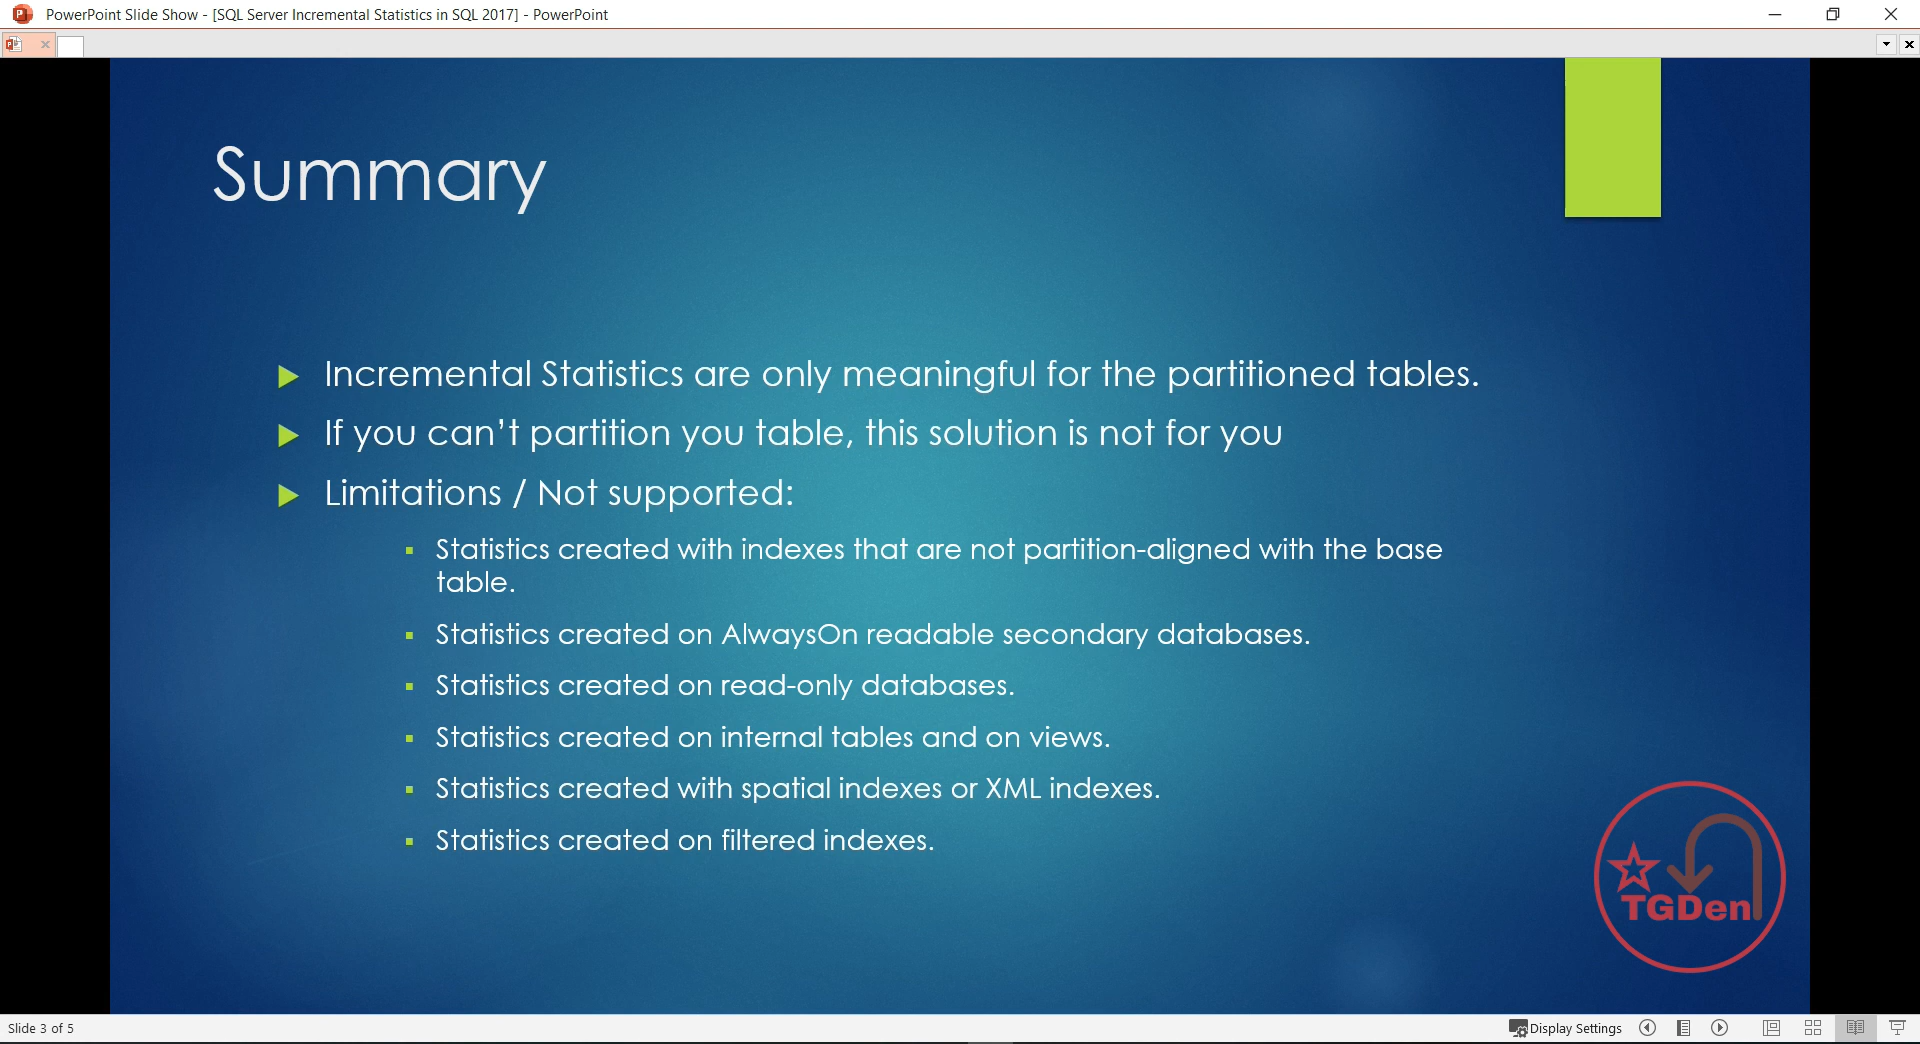 PowerPoint Slide Show - [SQL Server Incremental Statistics in SQL 2017] - PowerPoint
Summary
Incremental Statistics are only meaningful for the partitioned tables.
If you can't partition you table, this solution is not for you
Limitations / Not supported:
Statistics created with indexes that are not partition-aligned with the base
table.
Statistics created on AlwaysOn readable secondary databases.
Statistics created on read-only databases.
Statistics created on internal tables and on views.
Statistics created with spatial indexes or XML indexes.
Statistics created on filtered indexes.
TGDen
Slide 3 of 5
Display Settings